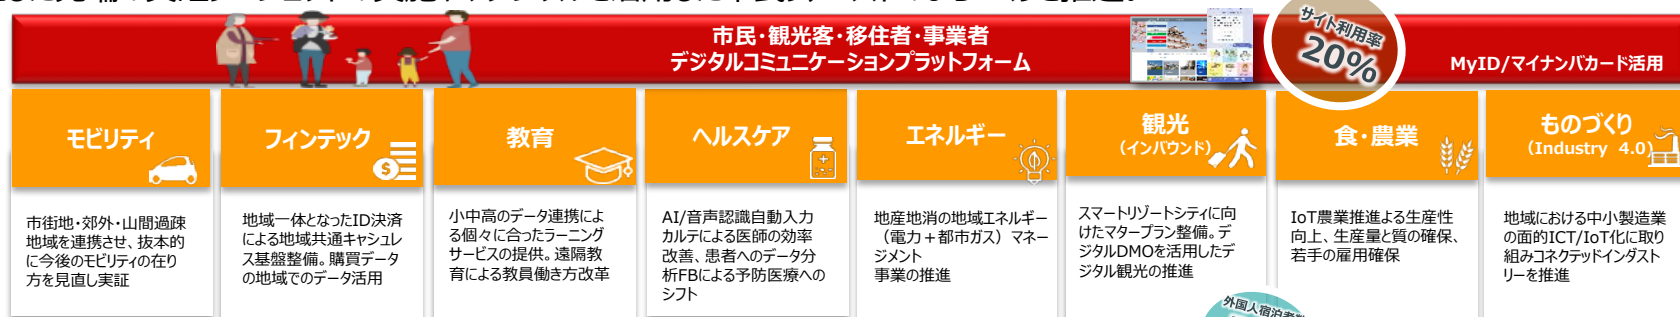 市民・観光客・移住者・事業者
デジタルコミュニケーションプラットフォーム
サイト利用率
20%
MyID/マイナンバカード活用
モビリティ
市街地・郊外・山間過疎
地域を連携させ、抜本的
に今後のモビリティの在り
方を見直し実証
フィンテック
地域一体となったID決済
による地域共通キャシュレ
ス基盤整備。購買データ
の地域でのデータ活用
教育
小中高のデータ連携によ
る個々に合ったラーニング
サービスの提供。遠隔教
育による教員働き方改革
ヘルスケア
AI/音声認識自動入力
カルテによる医師の効率
改善、患者へのデータ分
析FBによる予防医療への
シフト
エネルギー
地産地消の地域エネルギー
（電力＋都市ガス）マネー
ジメント
事業の推進
観光
（インバウンド）
スマートリゾートシティに向
けたマタープラン整備。デ
ジタルDMOを活用したデ
ジタル観光の推進
食・農業
IoT農業推進よる生産性
向上、生産量と質の確保、
若手の雇用確保
ものづくり
（Industry 4.0）
地域における中小製造業
の面的ICT/IoT化に取り
組みコネクテッドインダスト
リーを推進
外国人宿泊者数